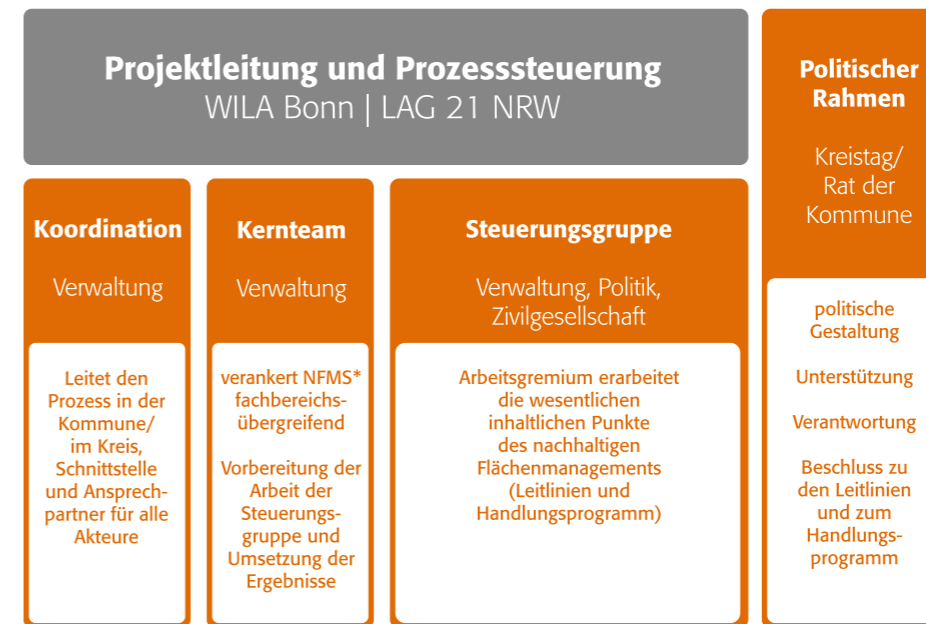 Projektleitung und Prozesssteuerung
WILA Bonn | LAG 21 NRW
Koordination
Verwaltung
Leitet den
Prozess in der
Kommune/
im Kreis,
Schnittstelle
und Ansprech-
partner für alle
Akteure
Kernteam
Verwaltung
verankert NFMS*
fachbereichs-
übergreifend
Vorbereitung der
Arbeit der
Steuerungs-
gruppe und
Umsetzung der
Ergebnisse
Steuerungsgruppe
Verwaltung, Politik,
Zivilgesellschaft
Arbeitsgremium erarbeitet
die wesentlichen
inhaltlichen Punkte
des nachhaltigen
Flächenmanagements
(Leitlinien und
Handlungsprogramm)
Politischer
Rahmen
Kreistag/
Rat der
Kommune
politische
Gestaltung
Unterstützung
Verantwortung
Beschluss zu
den Leitlinien
und zum
Handlungs-
programm